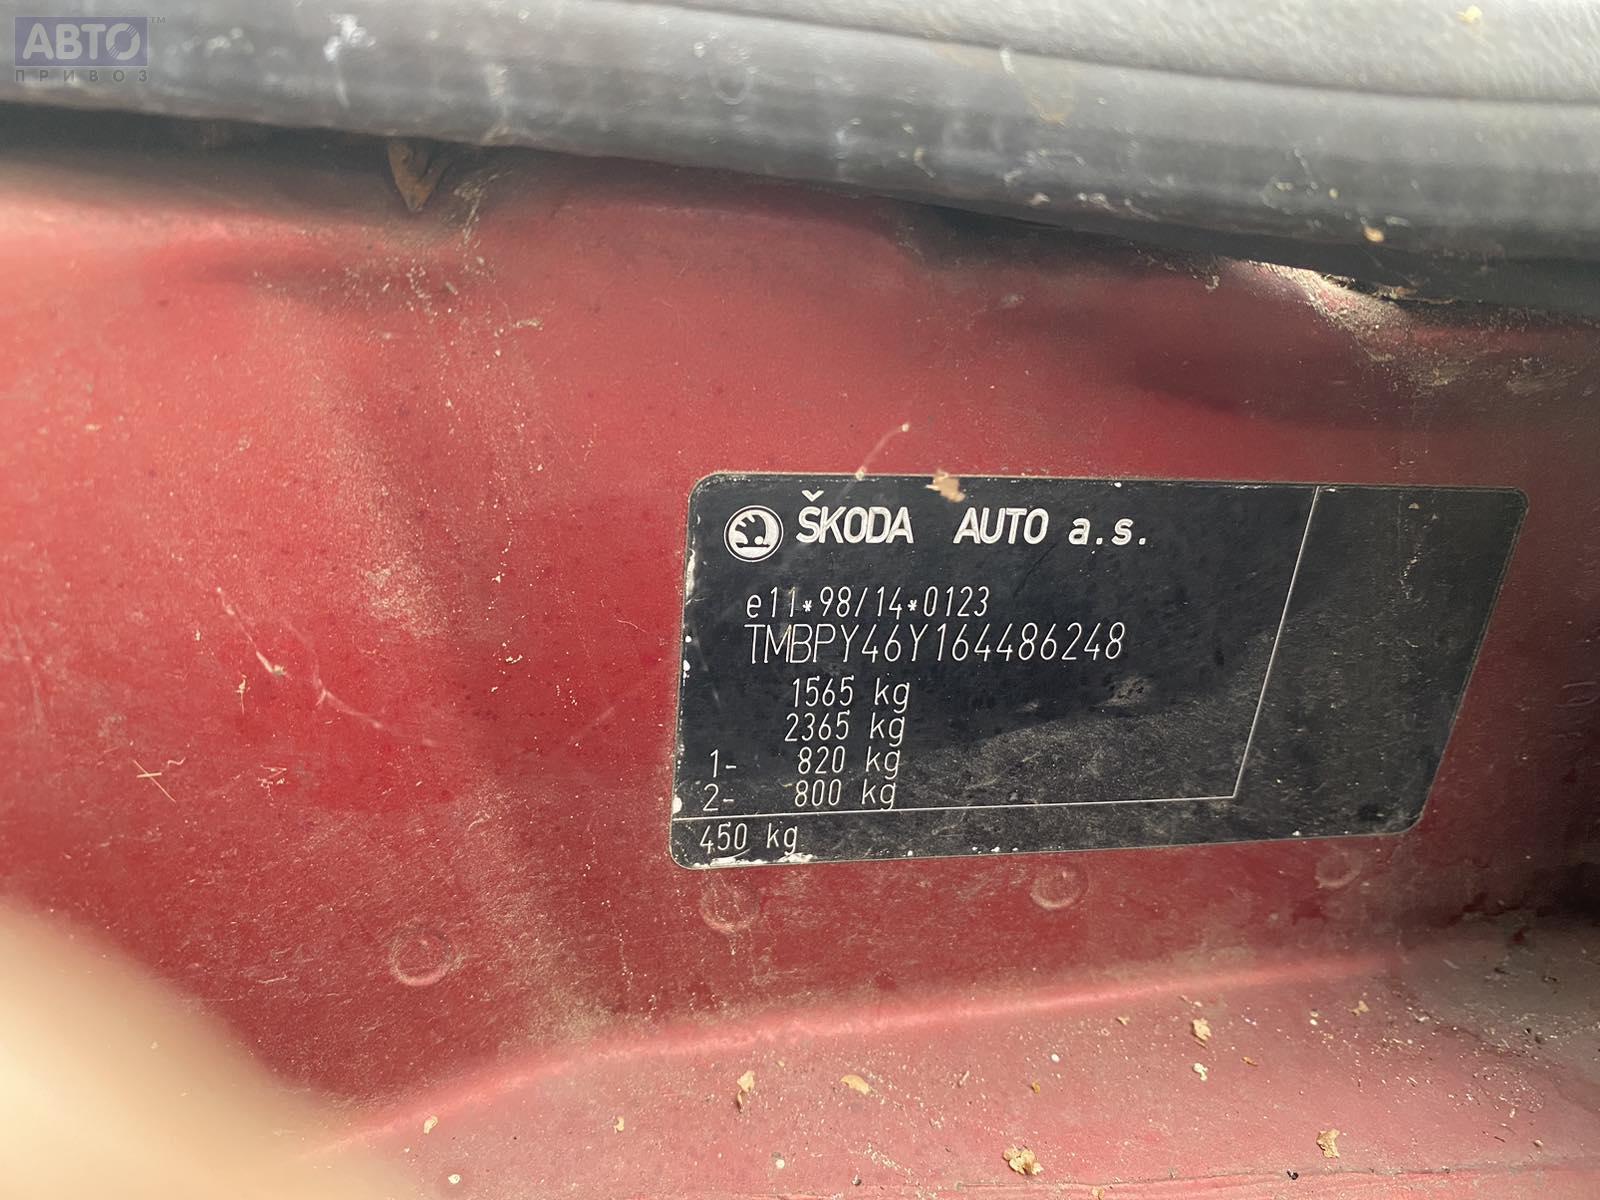 АВТО™
ПРИВОЗ
ŠKODA AUTO a.s.
e11*98/14*0123
TMBPY46Y164486248
1565 kg
2365 kg
1- 820 kg
2- 800 kg
450 kg